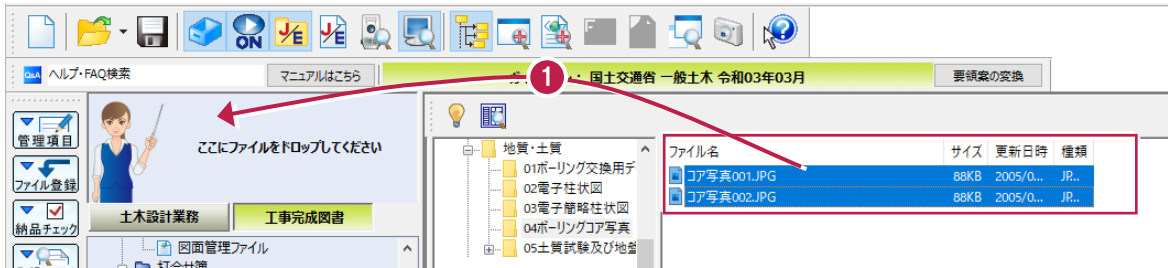 ON
J/E
J/E
Q&A ヘルプ・FAQ検索
マニュアルはこちら
国土交通省 一般土木 令和03年03月
要領案の変換
1
管理項目
ファイル登録
納品チェック
ここにファイルをドロップしてください
土木設計業務
工事完成図書
図面管理ファイル
打合せ簿
地質・土質
01ボーリング交換用デ
02電子柱状図
03電子簡略柱状図
04ボーリングコア写真
05土質試験及び地盤
ファイル名 サイズ 更新日時 種類
コア写真001.JPG 88KB 2005/0... JP...
コア写真002.JPG 88KB 2005/0... JP...